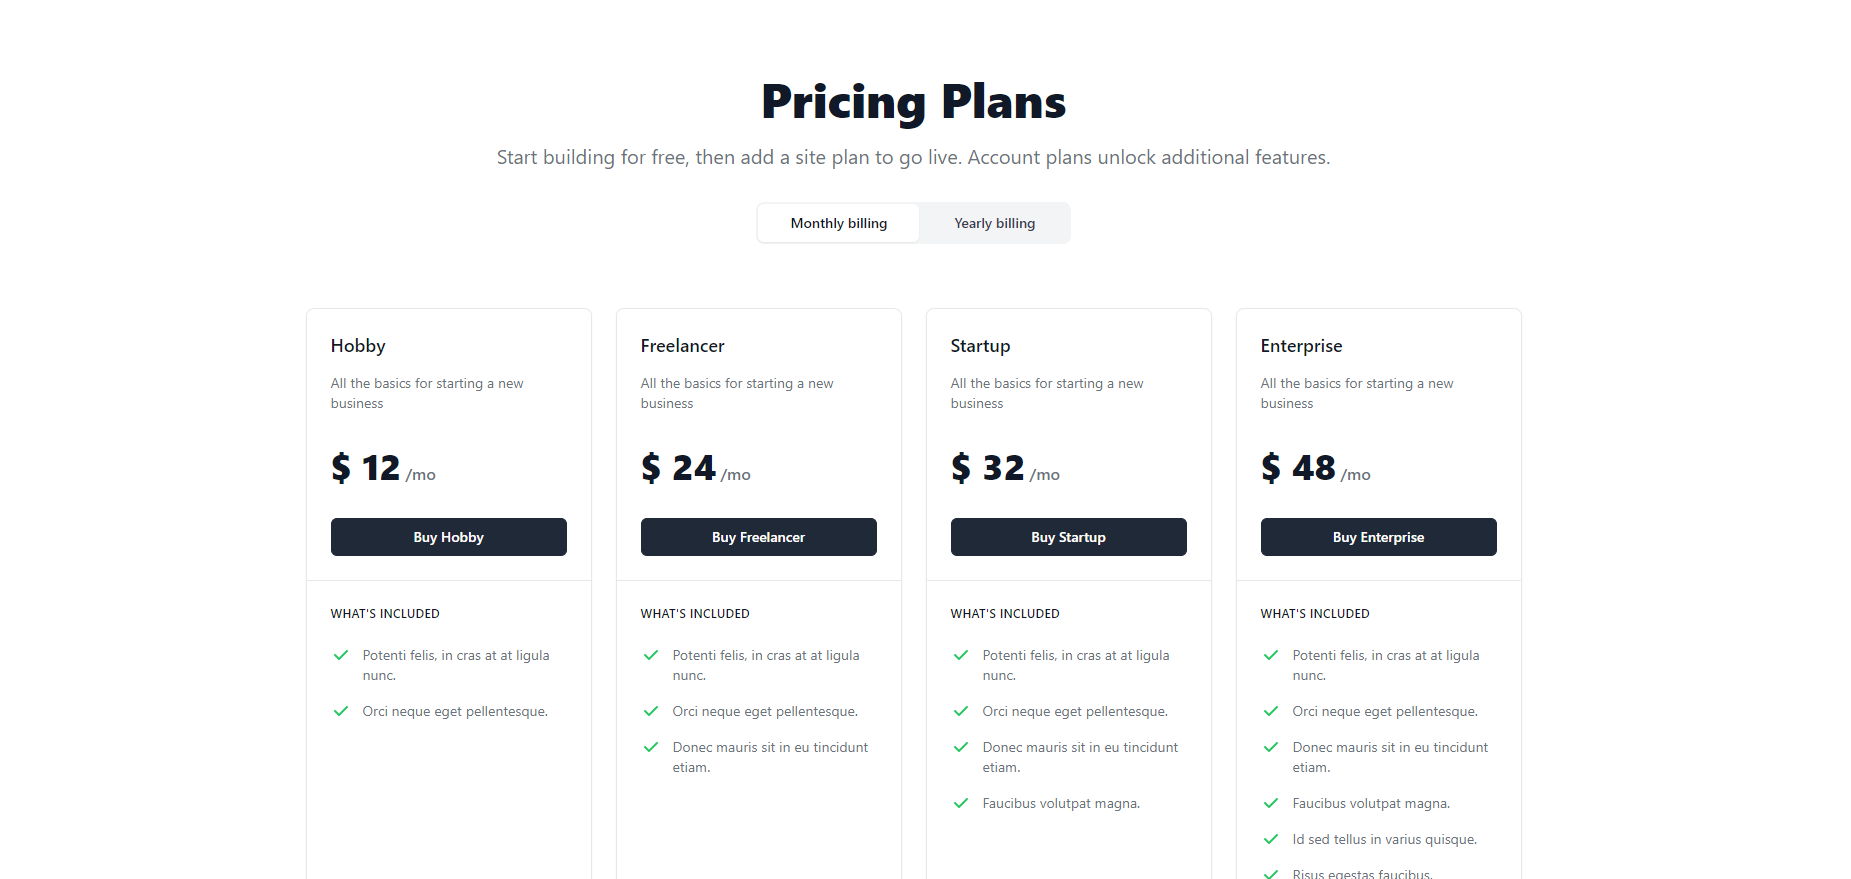 Pricing Plans
Start building for free, then add a site plan to go live. Account plans unlock additional features.
Monthly billing
Yearly billing
Hobby
All the basics for starting a new
business
$ 12 /mo
Buy Hobby
WHAT'S INCLUDED
Potenti felis, in cras at at ligula
nunc.
Orci neque eget pellentesque.
Freelancer
All the basics for starting a new
business
$ 24 /mo
Buy Freelancer
WHAT'S INCLUDED
Potenti felis, in cras at at ligula
nunc.
Orci neque eget pellentesque.
Donec mauris sit in eu tincidunt
etiam.
Startup
All the basics for starting a new
business
$ 32 /mo
Buy Startup
WHAT'S INCLUDED
Potenti felis, in cras at at ligula
nunc.
Orci neque eget pellentesque.
Donec mauris sit in eu tincidunt
etiam.
Faucibus volutpat magna.
Enterprise
All the basics for starting a new
business
$ 48 /mo
Buy Enterprise
WHAT'S INCLUDED
Potenti felis, in cras at at ligula
nunc.
Orci neque eget pellentesque.
Donec mauris sit in eu tincidunt
etiam.
Faucibus volutpat magna.
Id sed tellus in varius quisque.
Risus egestas faucibus.